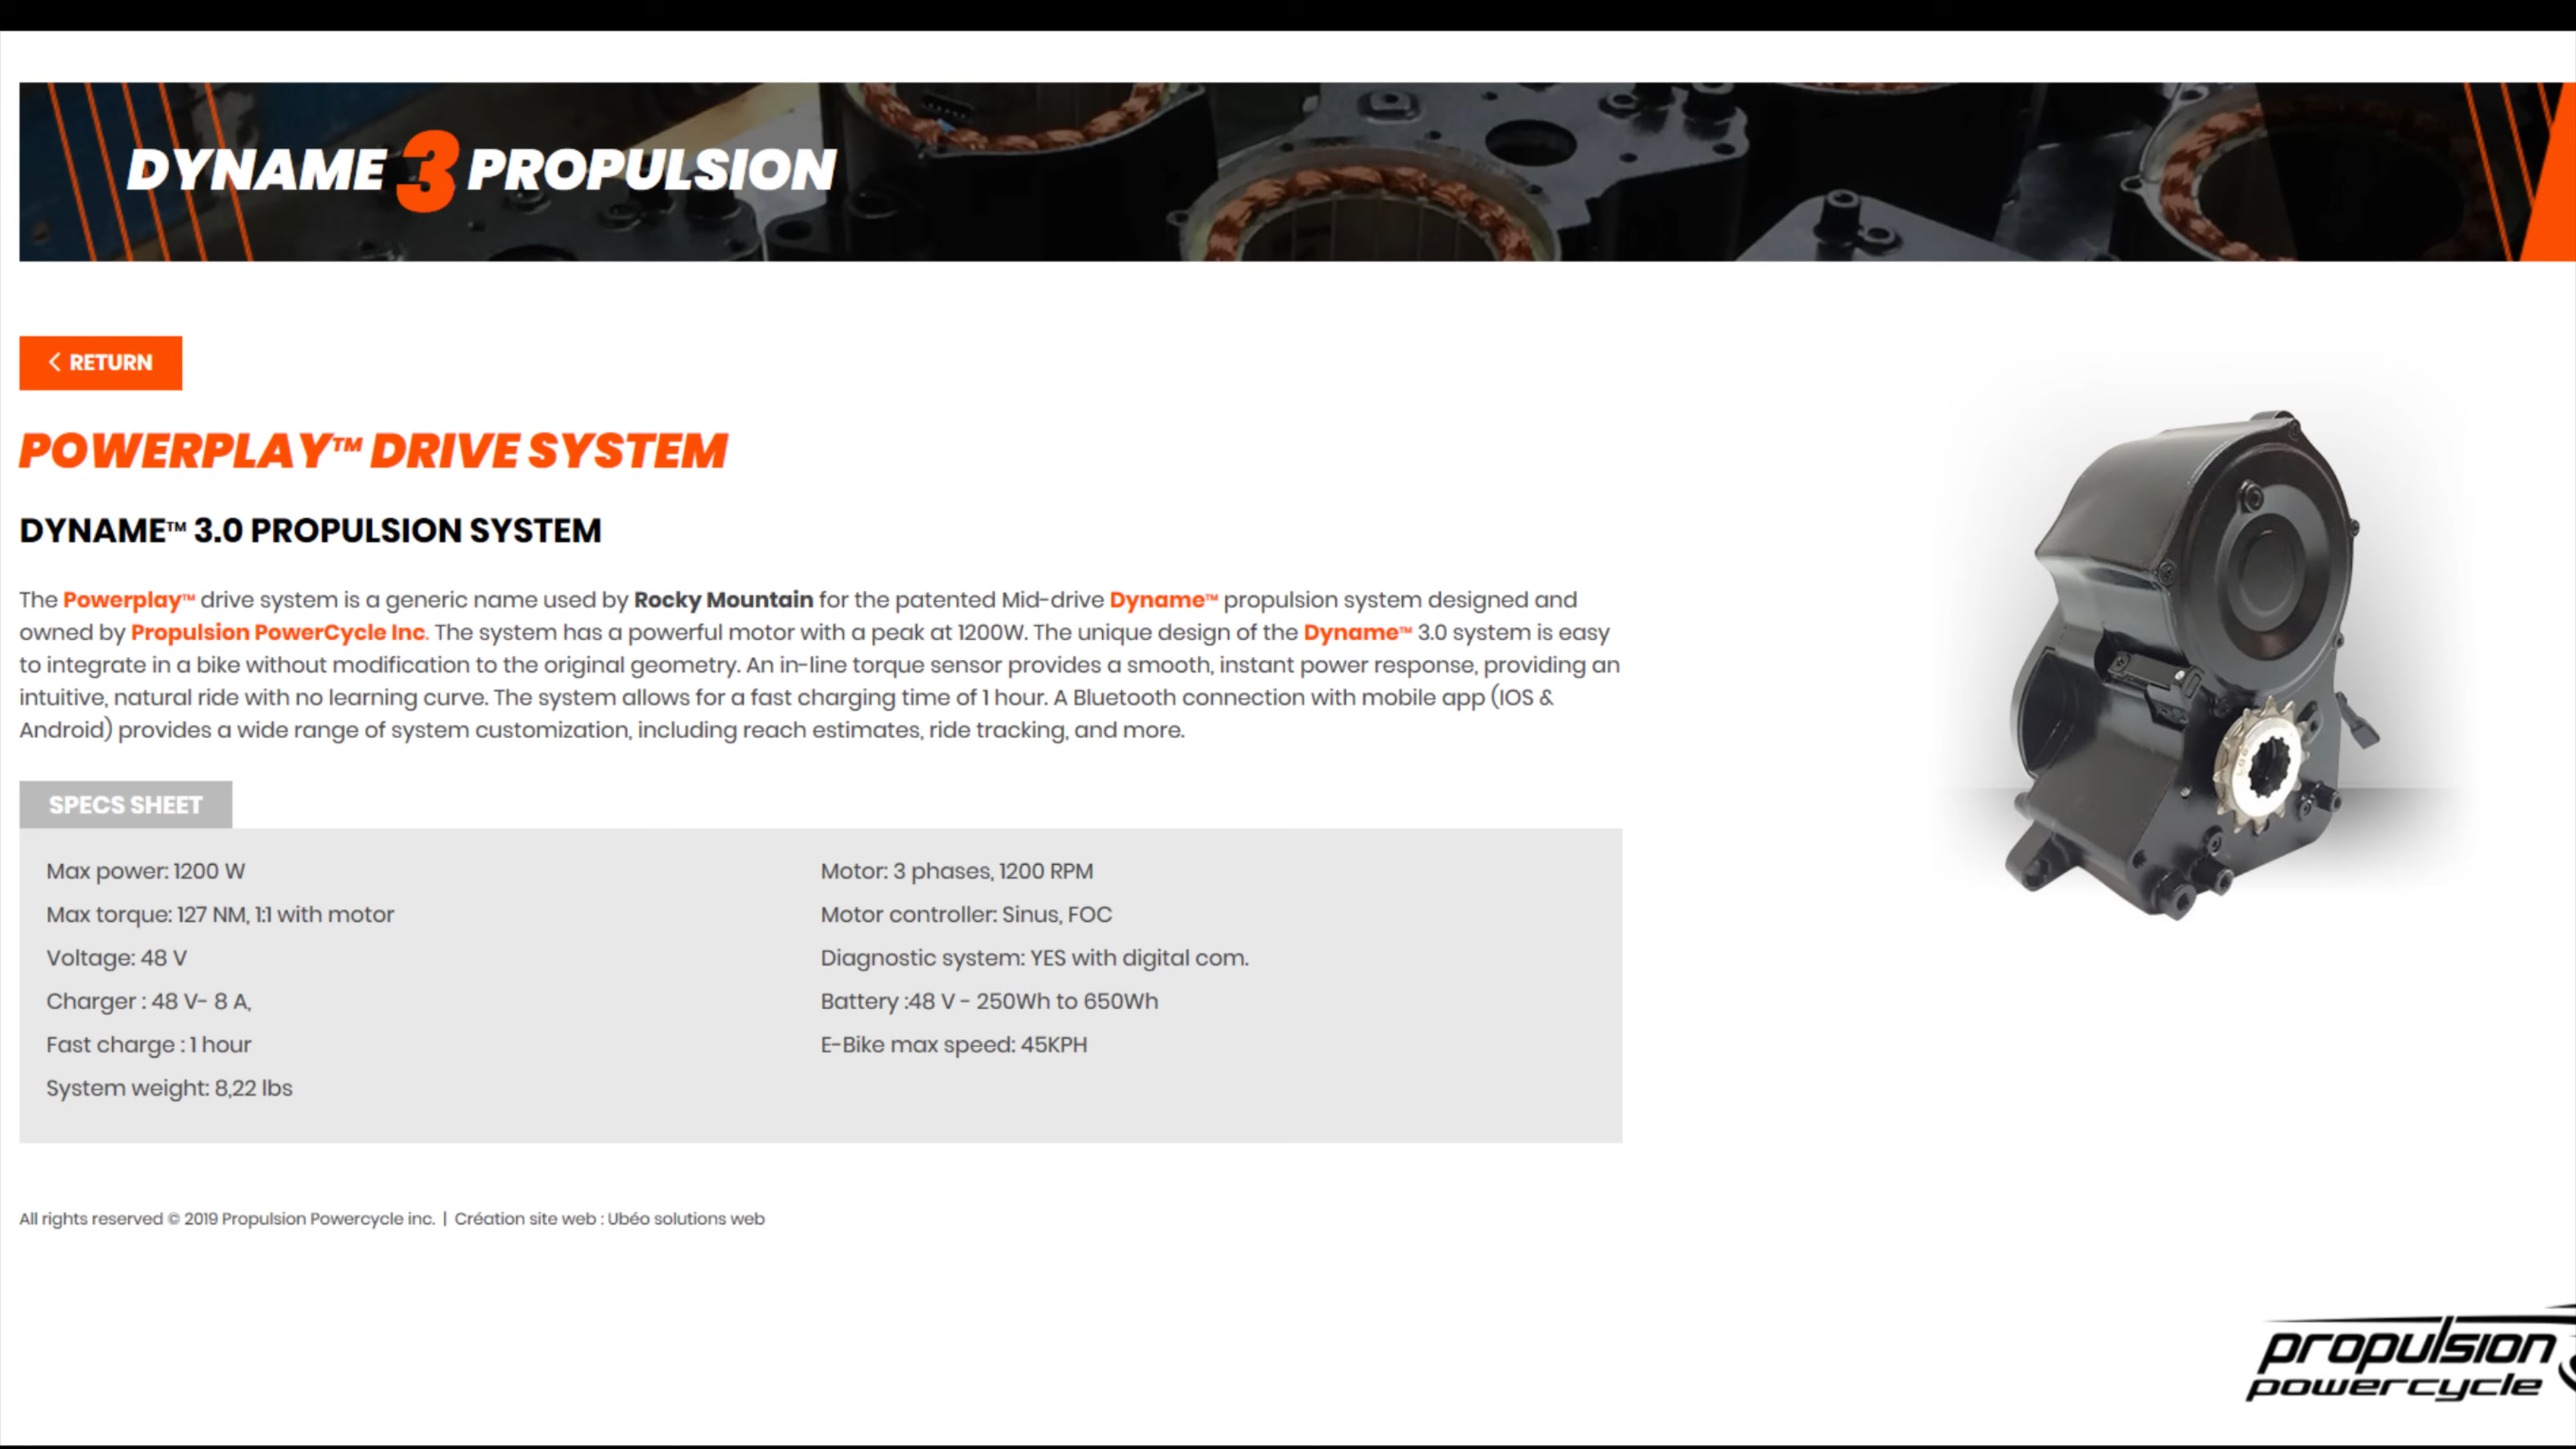 DYNAME 3 PROPULSION
< RETURN
POWERPLAY™ DRIVE SYSTEM
DYNAME™ 3.0 PROPULSION SYSTEM
The Powerplay™ drive system is a generic name used by Rocky Mountain for the patented Mid-drive Dyname™ propulsion system designed and
owned by Propulsion PowerCycle Inc. The system has a powerful motor with a peak at 1200W. The unique design of the Dyname™ 3.0 system is easy
to integrate in a bike without modification to the original geometry. An in-line torque sensor provides a smooth, instant power response, providing an
intuitive, natural ride with no learning curve. The system allows for a fast charging time of 1 hour. A Bluetooth connection with mobile app (IOS &
Android) provides a wide range of system customization, including reach estimates, ride tracking, and more.
SPECS SHEET
Max power: 1200 W
Max torque: 127 NM, 1:1 with motor
Voltage: 48 V
Charger : 48 V- 8 A,
Fast charge : 1 hour
System weight: 8,22 lbs
Motor: 3 phases, 1200 RPM
Motor controller: Sinus, FOC
Diagnostic system: YES with digital com.
Battery :48 V - 250Wh to 650Wh
E-Bike max speed: 45KPH
All rights reserved © 2019 Propulsion Powercycle inc. | Création site web : Ubéo solutions web
propulsion
powercycle